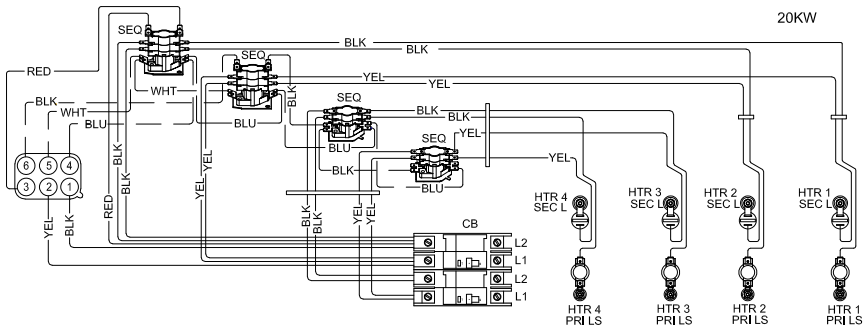 20KW
SEQ
BLK
BLK
RED
SEQ
YEL
YEL
WHT
BLK
BLK
SEQ
BLK
BLK
WHT
BLU
BLU
YEL
SEQ
BLU
BLK
YEL
BLU
6 5 4
3 2 1
BLK
BLK
RED
YEL
YEL
BLK
BLK
YEL
YEL
YEL
BLK
CB
L2
L1
L2
L1
HTR 4
SEC L
HTR 3
SEC L
HTR 2
SEC L
HTR 1
SEC L
HTR 4
PRI LS
HTR 3
PRI LS
HTR 2
PRI LS
HTR 1
PRI LS